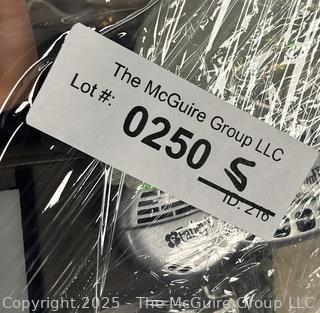 The McGuire Group LLC
Lot #:
0250 S
ID: 216
Copyright 2025 - The McGuire Group LLC